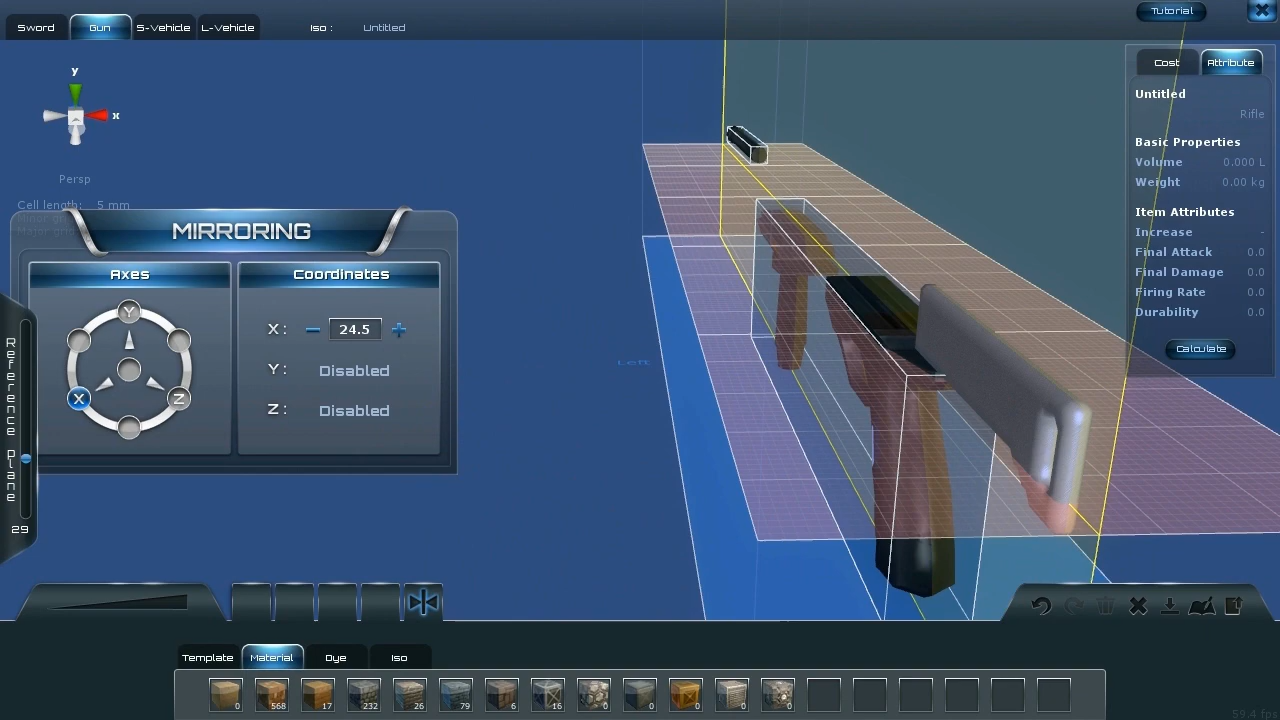 Sword Gun S-Vehicle L-Vehicle Iso : Untitled Tutorial
y
x
Persp
Cell length: 5 mm
MIRRORING
Axes
Y
X
Z
Coordinates
X: 24.5
Y: Disabled
Z: Disabled
Reference Plane
29
Left
Cost Attribute
Untitled
Rifle
Basic Properties
Volume 0.000 L
Weight 0.00 kg
Item Attributes
Increase -
Final Attack 0.0
Final Damage 0.0
Firing Rate 0.0
Durability 0.0
Calculate
Template Material Dye Iso
0 568 17 232 26 79 6 16 0 0 0 0 0
59.4 fps